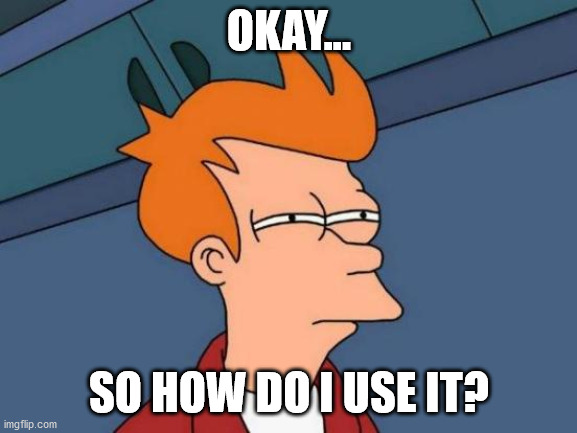 OKAY...
SO HOW DO I USE IT?
imgflip.com